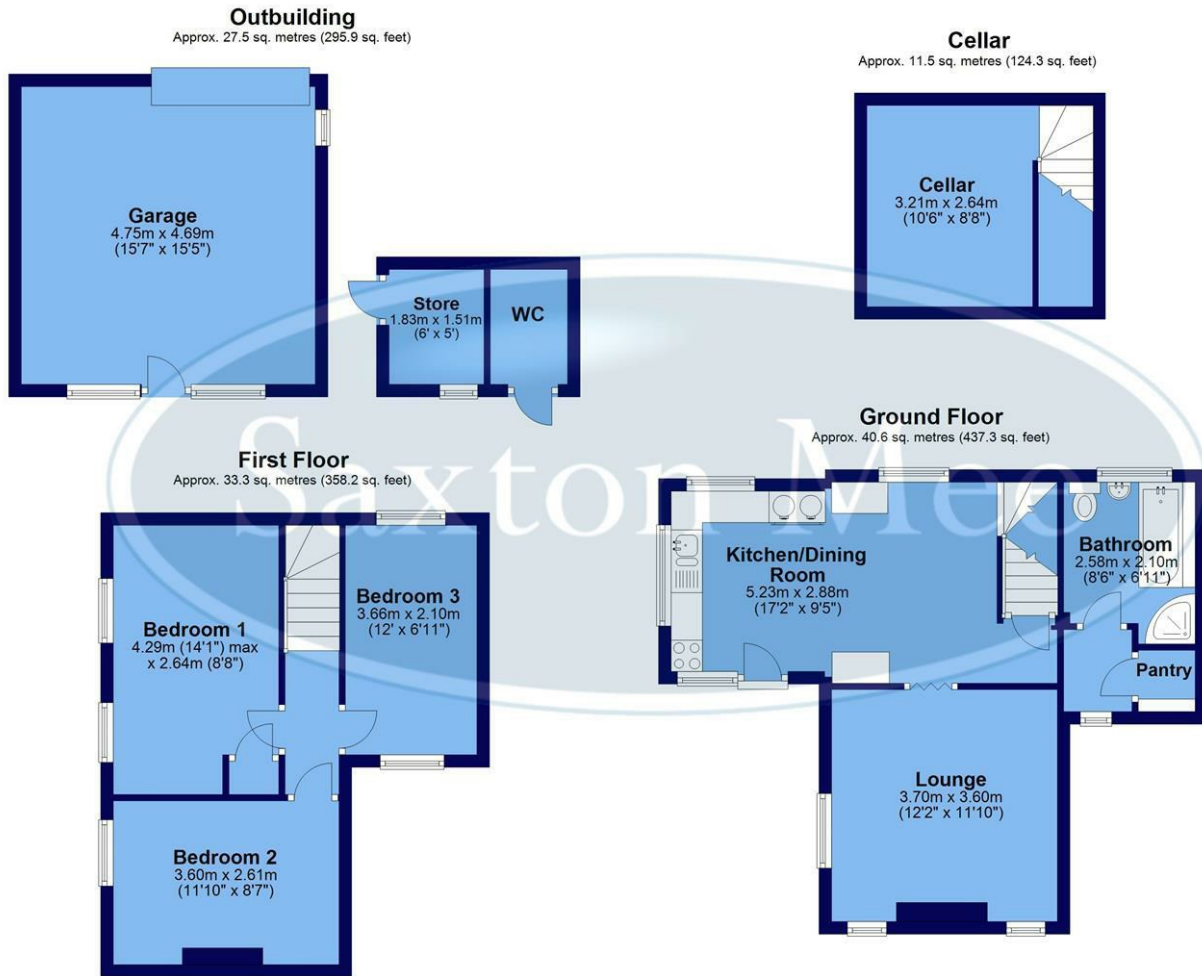 Outbuilding
Approx. 27.5 sq. metres (295.9 sq. feet)
Cellar
Approx. 11.5 sq. metres (124.3 sq. feet)
Garage
4.75m x 4.69m
(15'7" x 15'5")
Cellar
3.21m x 2.64m
(10'6" x 8'8")
Store
1.83m x 1.51m
(6' x 5')
WC
First Floor
Approx. 33.3 sq. metres (358.2 sq. feet)
Ground Floor
Approx. 40.6 sq. metres (437.3 sq. feet)
Saxton Mee
Bedroom 1
4.29m (14'1") max
x 2.64m (8'8")
Bedroom 3
3.66m x 2.10m
(12' x 6'11")
Kitchen/Dining
Room
5.23m x 2.88m
(17'2" x 9'5")
Bathroom
2.58m x 2.10m
(8'6" x 6'11")
Pantry
Bedroom 2
3.60m x 2.61m
(11'10" x 8'7")
Lounge
3.70m x 3.60m
(12'2" x 11'10")